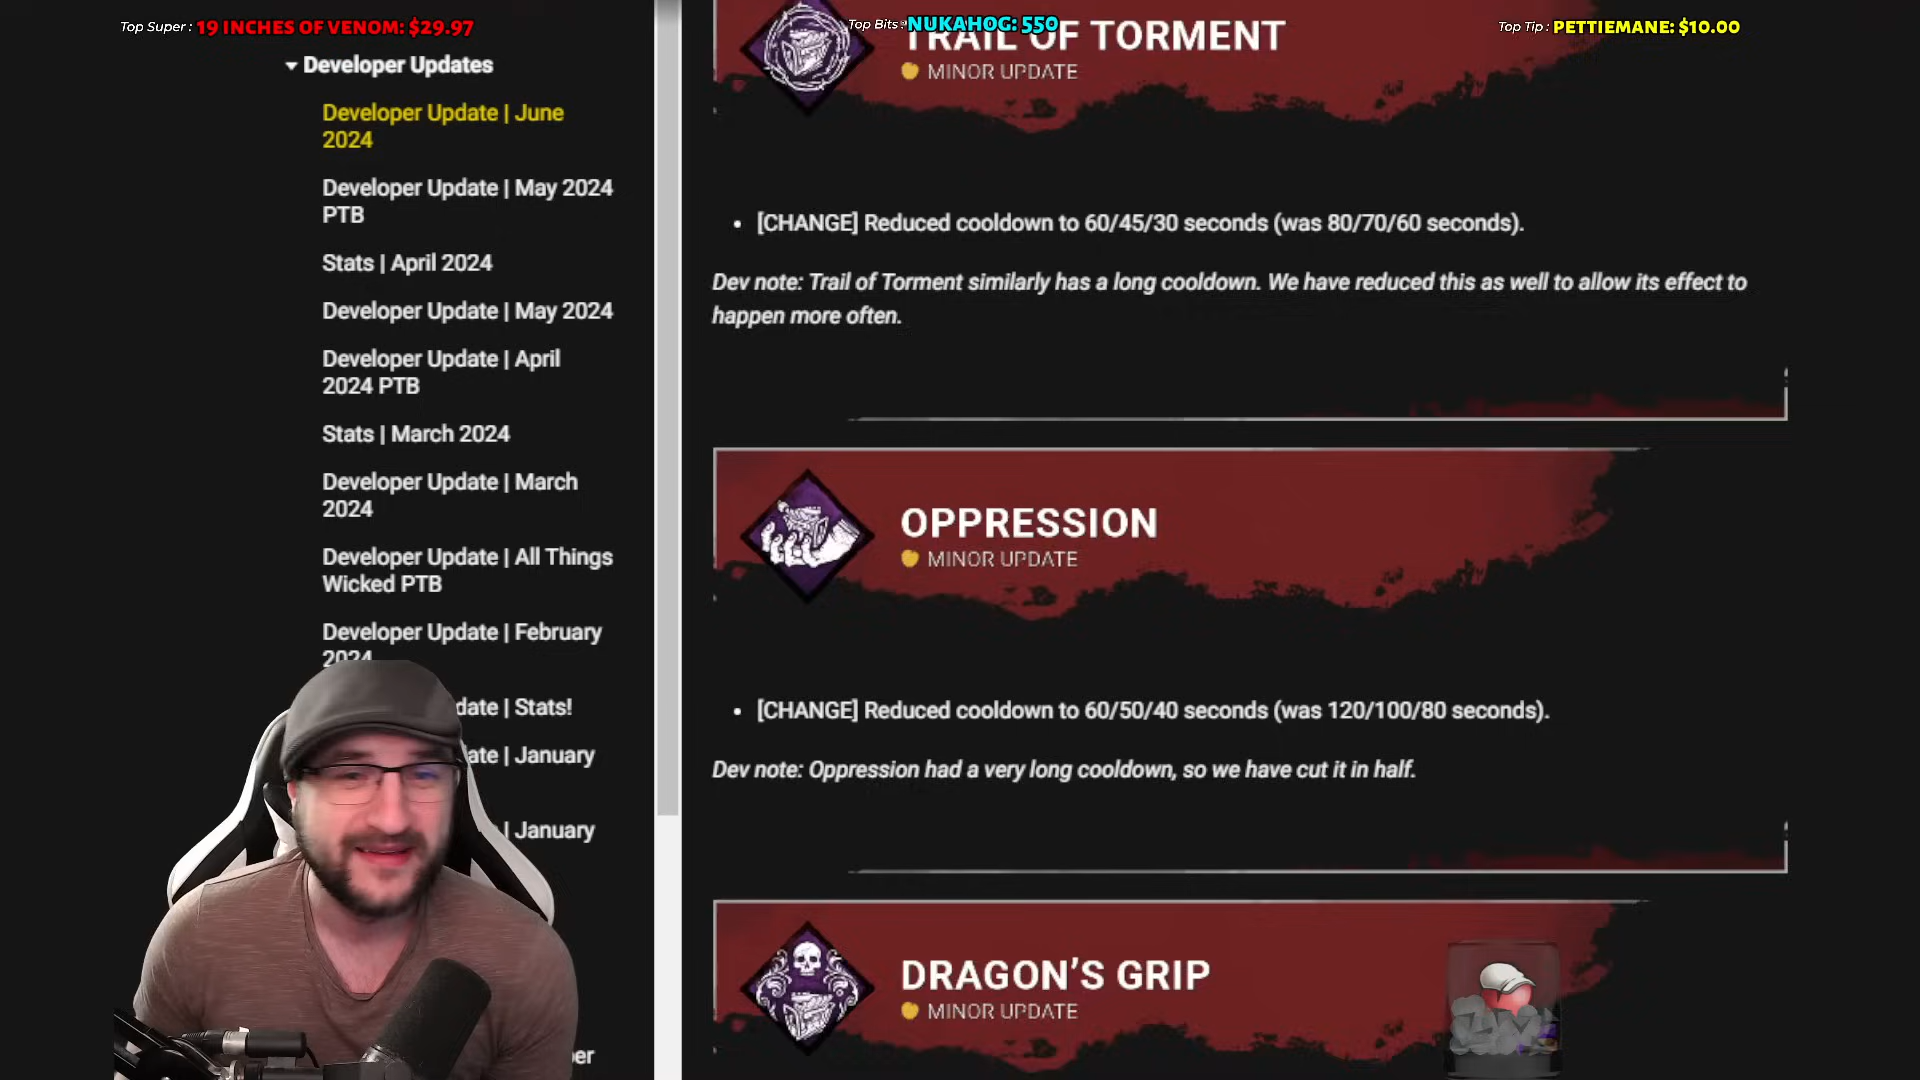 Top Super : 19 INCHES OF VENOM: $29.97
Top Bits : NUKAHOG: 550
Top Tip : PETTIEMANE: $10.00
Developer Updates
Developer Update | June
2024
Developer Update | May 2024
PTB
Stats | April 2024
Developer Update | May 2024
Developer Update | April
2024 PTB
Stats | March 2024
Developer Update | March
2024
Developer Update | All Things
Wicked PTB
Developer Update | February
2024
date | Stats!
ate | January
| January
er
TRAIL OF TORMENT
MINOR UPDATE
• [CHANGE] Reduced cooldown to 60/45/30 seconds (was 80/70/60 seconds).
Dev note: Trail of Torment similarly has a long cooldown. We have reduced this as well to allow its effect to
happen more often.
OPPRESSION
MINOR UPDATE
• [CHANGE] Reduced cooldown to 60/50/40 seconds (was 120/100/80 seconds).
Dev note: Oppression had a very long cooldown, so we have cut it in half.
DRAGON’S GRIP
MINOR UPDATE